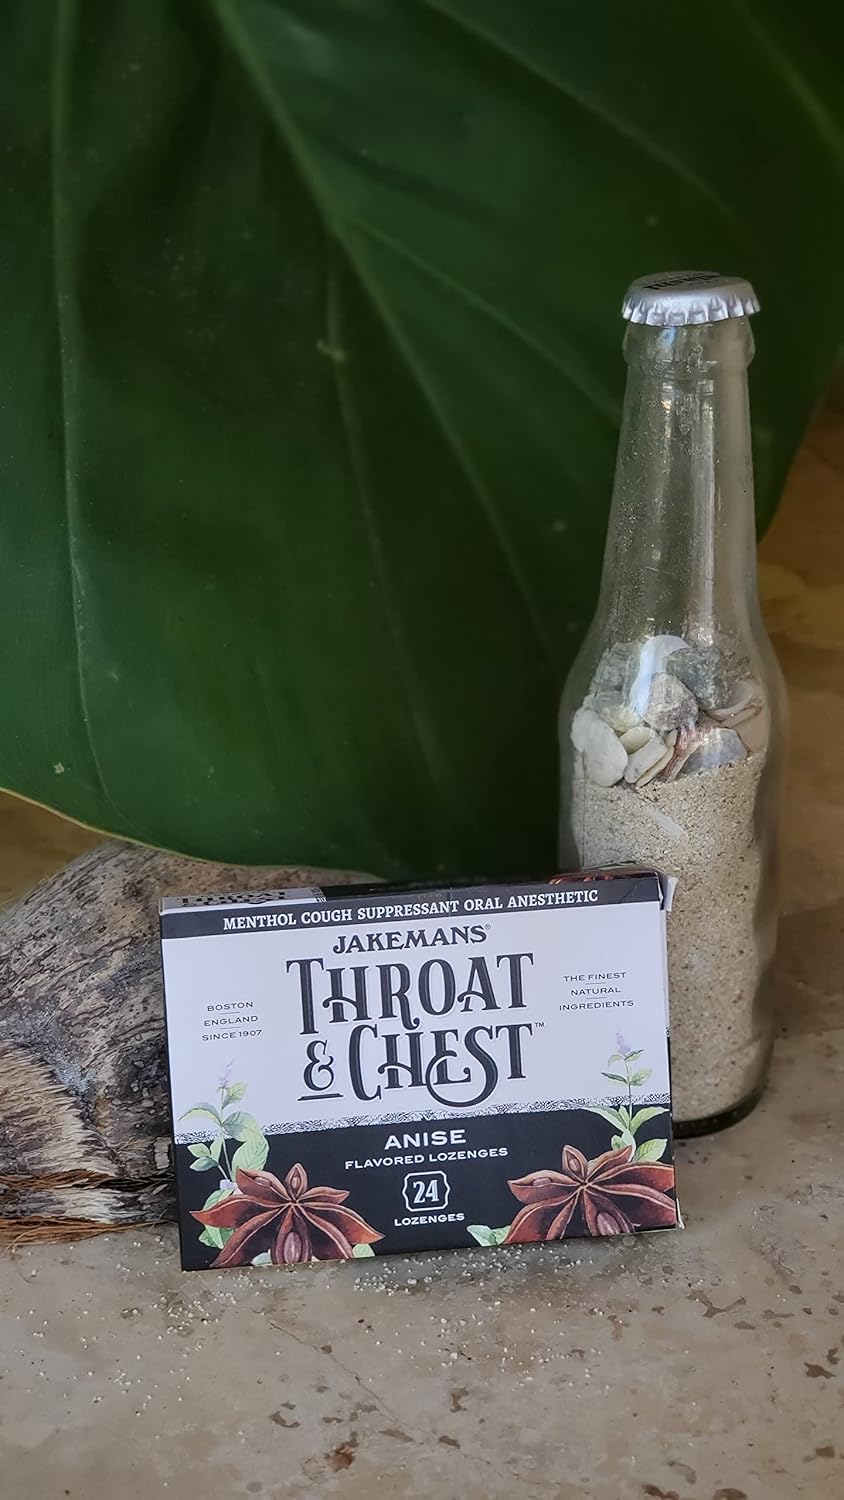 THROAT
MENTHOL COUGH SUPPRESSANT ORAL ANESTHETIC
JAKEMANS®
THROAT
& CHEST™
BOSTON
ENGLAND
SINCE 1907
THE FINEST
NATURAL
INGREDIENTS
ANISE
FLAVORED LOZENGES
24
LOZENGES